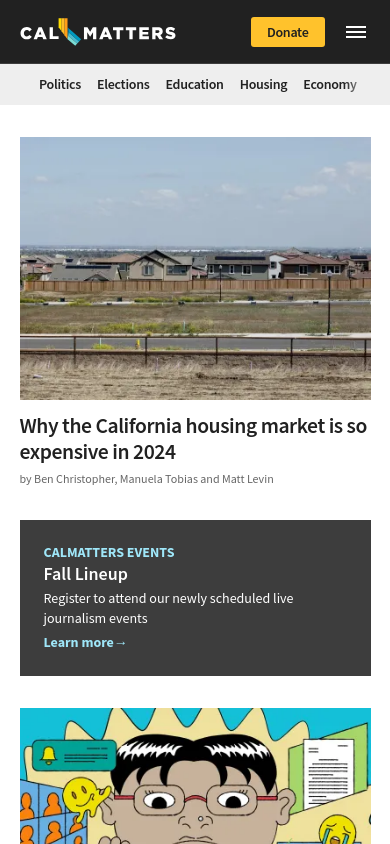 CALMATTERS
Donate
Politics Elections Education Housing Economy
Why the California housing market is so
expensive in 2024
by Ben Christopher, Manuela Tobias and Matt Levin
CALMATTERS EVENTS
Fall Lineup
Register to attend our newly scheduled live
journalism events
Learn more→